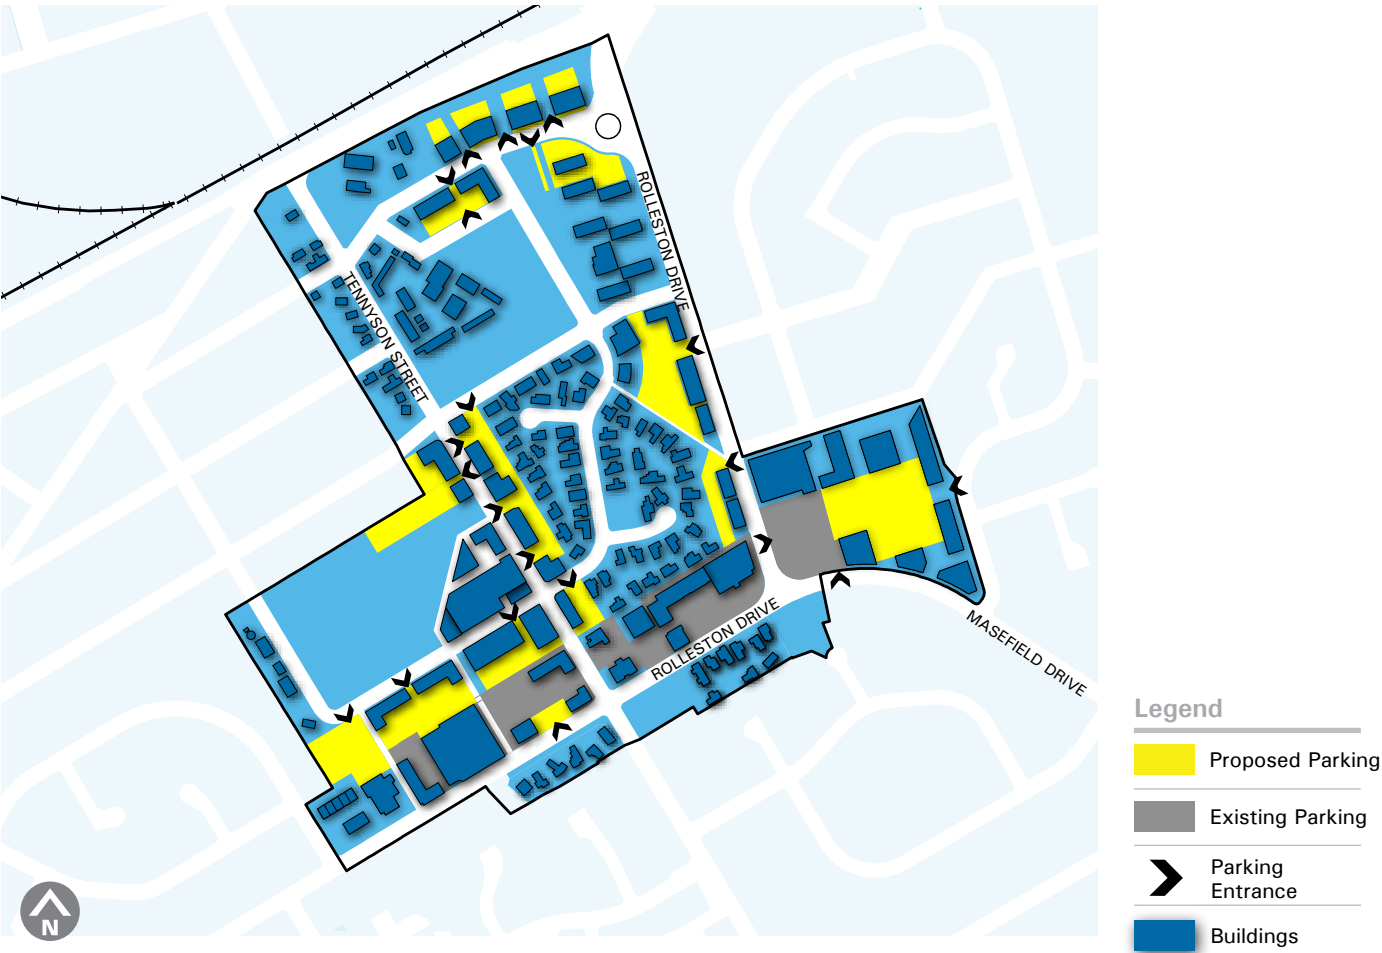 ROLLESTON DRIVE
TENNYSON STREET
ROLLESTON DRIVE
MASEFIELD DRIVE
N
Legend
Proposed Parking
Existing Parking
Parking
Entrance
Buildings